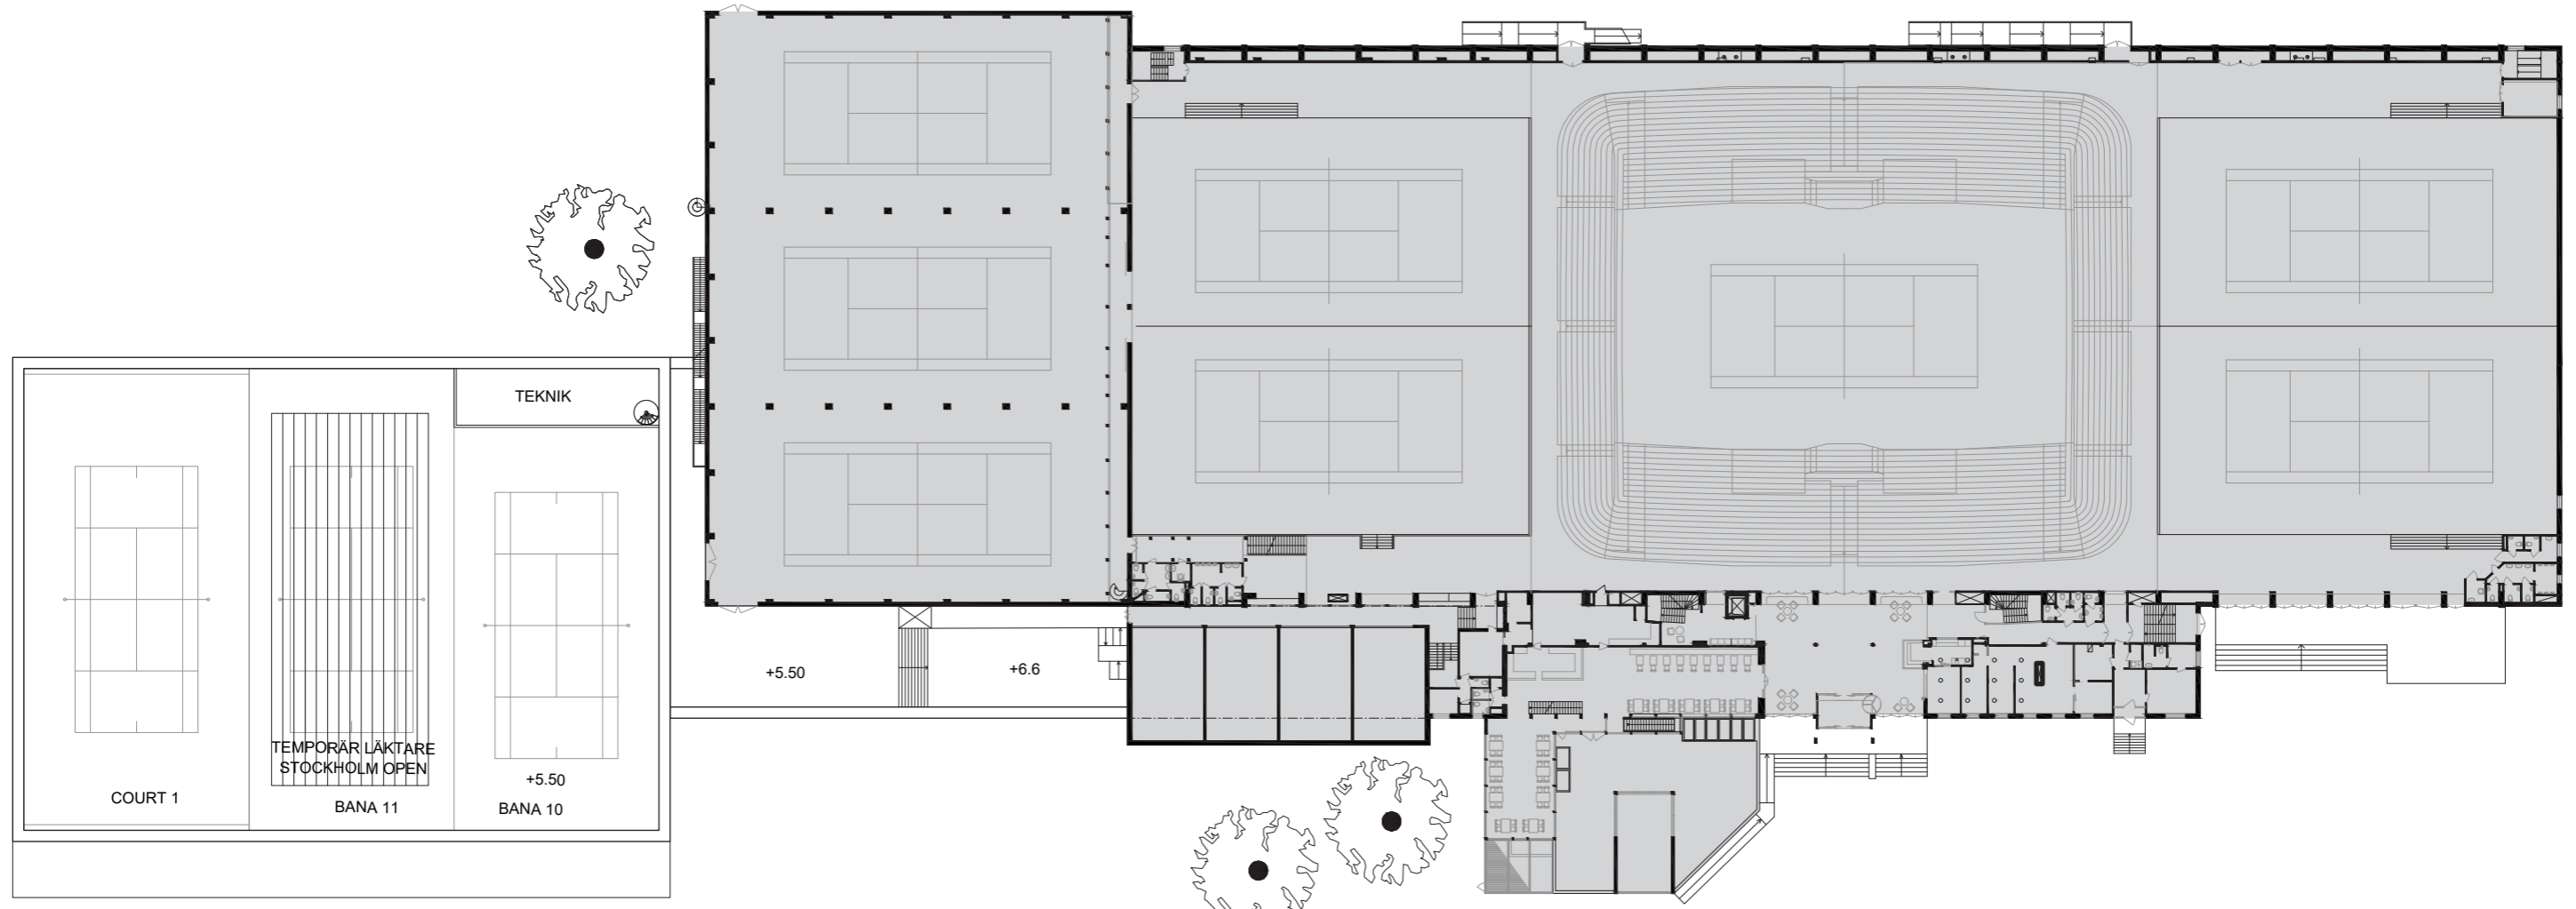 TEKNIK
TEMPORÄR LÄKTARE
STOCKHOLM OPEN
COURT 1
BANA 11
+5.50
BANA 10
+5.50
+6.6